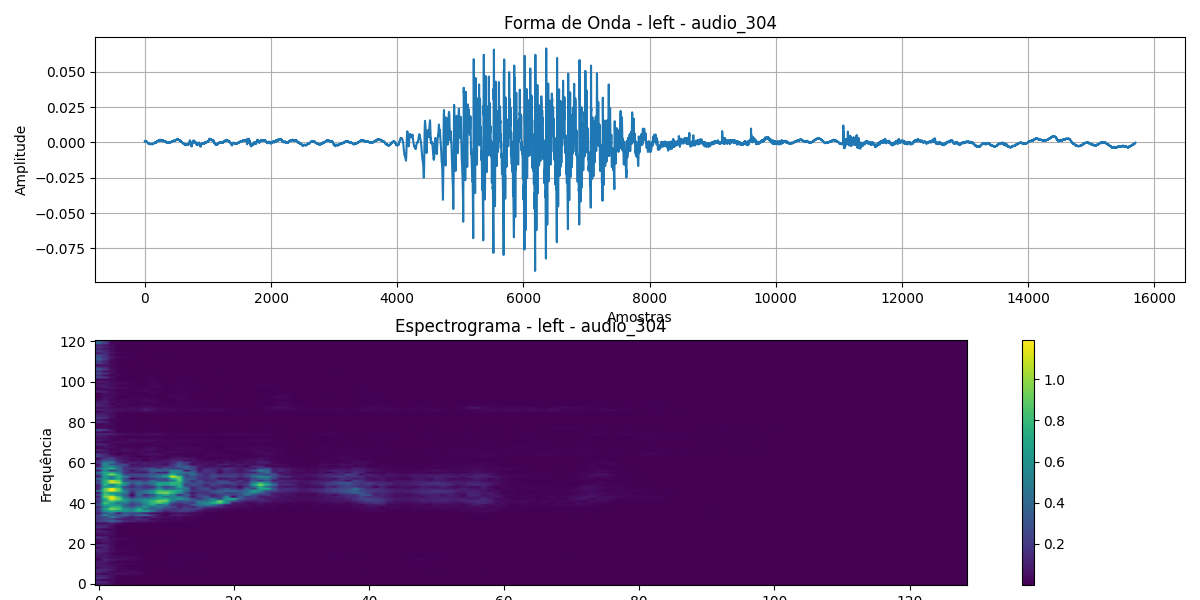 Forma de Onda - left - audio_304
Amplitude
0.050
0.025
0.000
−0.025
−0.050
−0.075
0 2000 4000 6000 8000 10000 12000 14000 16000
Amostras
Espectrograma - left - audio_304
Frequência
120
100
80
60
40
20
0
1.0
0.8
0.6
0.4
0.2
0 20 40 60 80 100 120